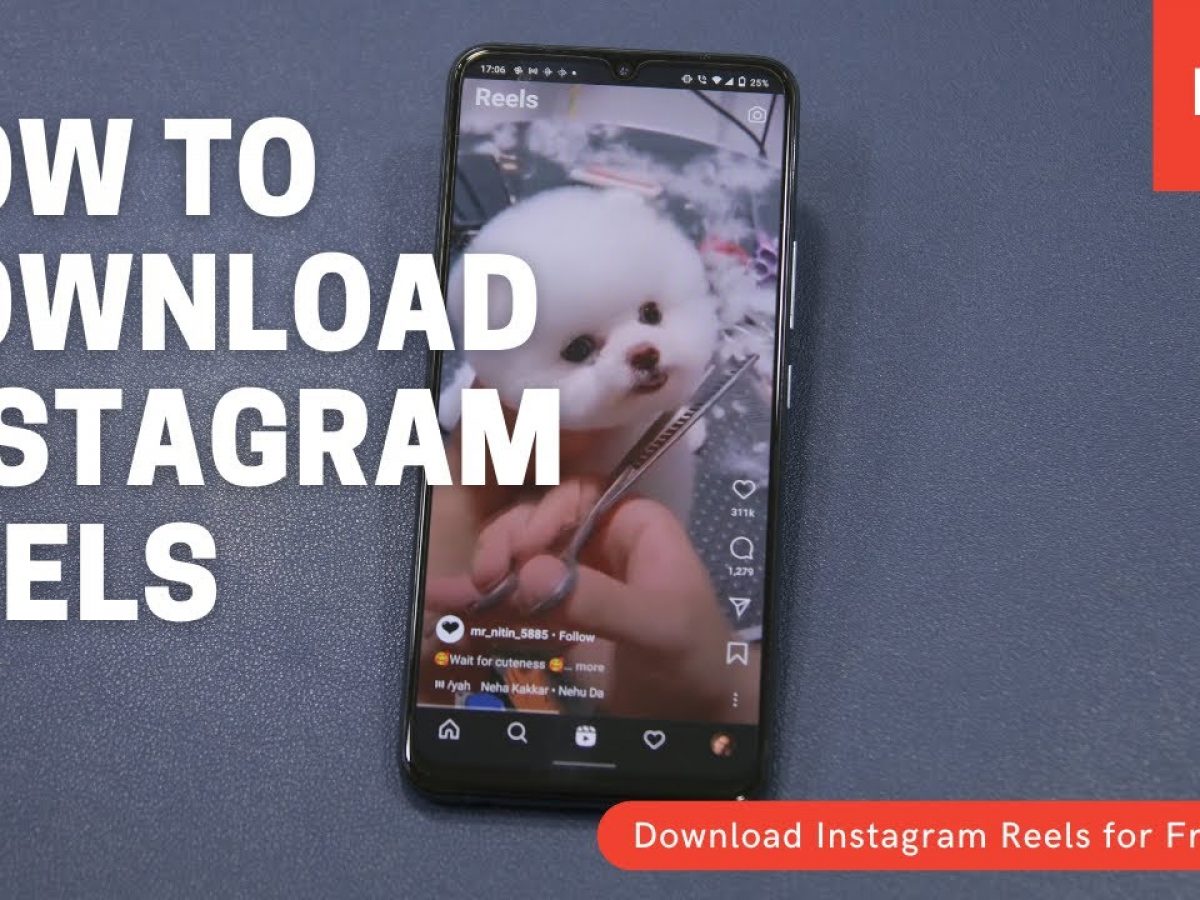 OW TO
OWNLOAD
STAGRAM
ELS
17:06
25%
Reels
311k
1,279
mr_nitin_5885 • Follow
🥰Wait for cuteness 🥰... more
/yah Neha Kakkar • Nehu Da
Download Instagram Reels for Fr